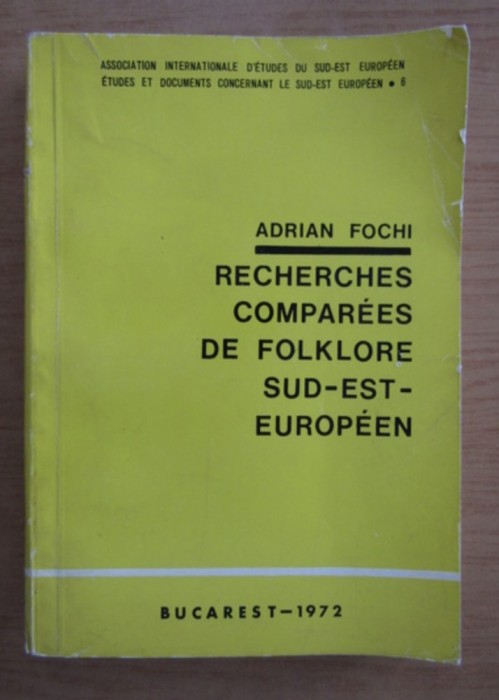 ASSOCIATION INTERNATIONALE D'ÉTUDES DU SUD-EST EUROPÉEN
ÉTUDES ET DOCUMENTS CONCERNANT LE SUD-EST EUROPÉEN • 6
ADRIAN FOCHI
RECHERCHES
COMPARÉES
DE FOLKLORE
SUD-EST-
EUROPÉEN
BUCAREST-1972